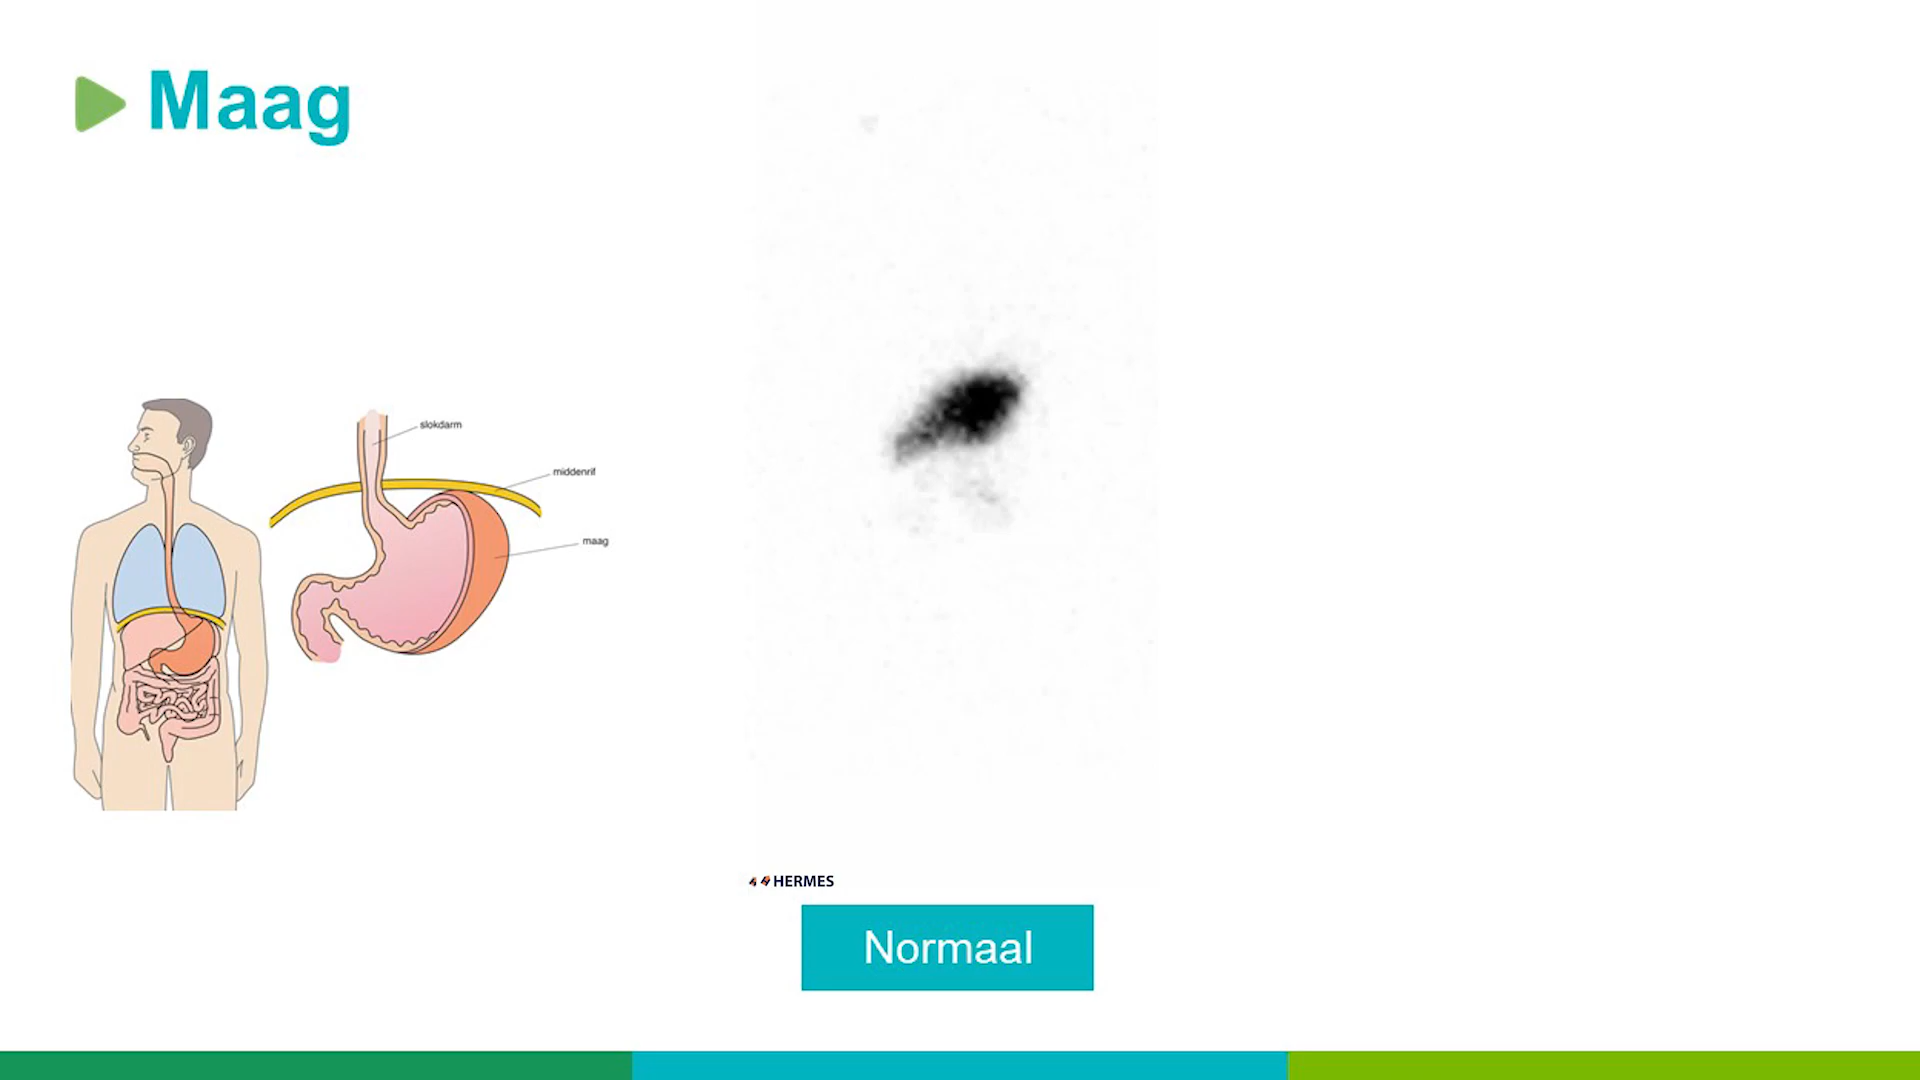 Maag
slokdarm
middenrif
maag
HERMES
Normaal